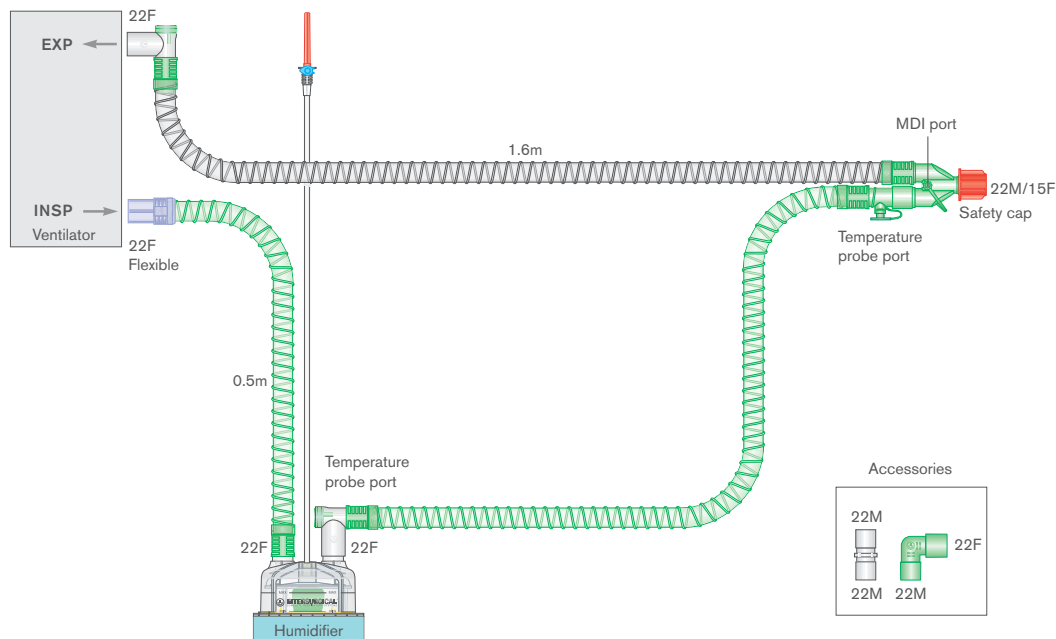 22F
EXP
MDI port
1.6m
22M/15F
Safety cap
INSP
Ventilator
22F
Flexible
Temperature
probe port
0.5m
Temperature
probe port
Accessories
22M
22F
22F
22F
22M
22M
INTERSURGICAL
Humidifier